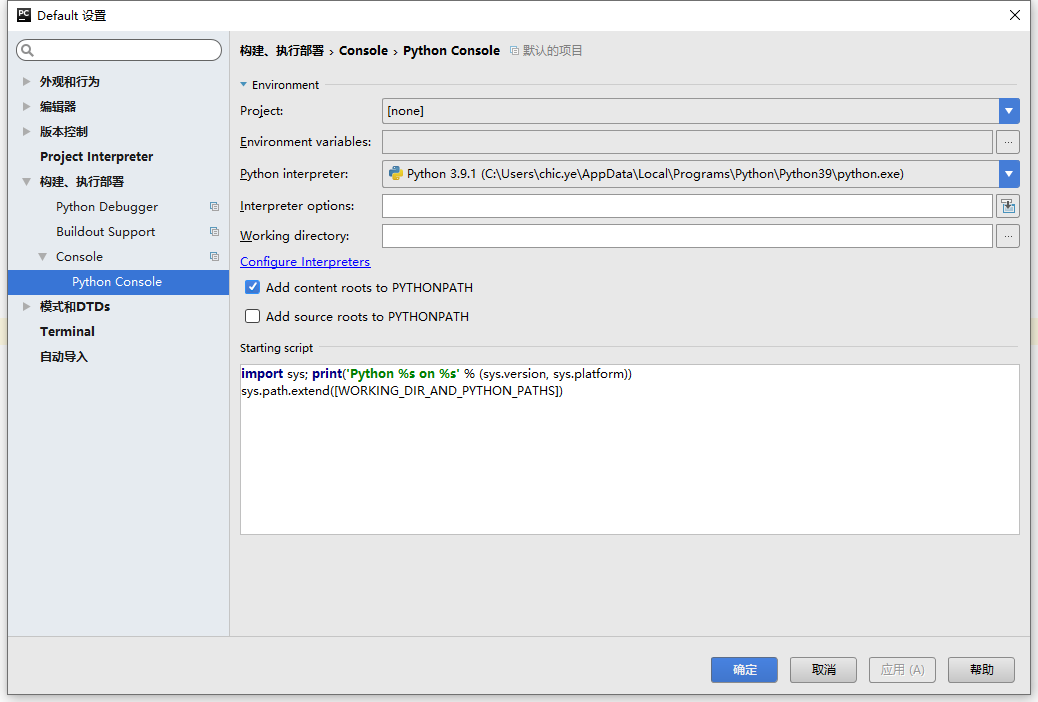 PC Default 设置
构建、执行部署 › Console › Python Console 默认的项目
外观和行为
编辑器
版本控制
Project Interpreter
构建、执行部署
Python Debugger
Buildout Support
Console
Python Console
模式和DTDs
Terminal
自动导入
Environment
Project: [none]
Environment variables: ...
Python interpreter: Python 3.9.1 (C:\Users\chic.ye\AppData\Local\Programs\Python\Python39\python.exe)
Interpreter options:
Working directory: ...
Configure Interpreters
Add content roots to PYTHONPATH
Add source roots to PYTHONPATH
Starting script
import sys; print('Python %s on %s' % (sys.version, sys.platform))
sys.path.extend([WORKING_DIR_AND_PYTHON_PATHS])
确定 取消 应用 (A) 帮助